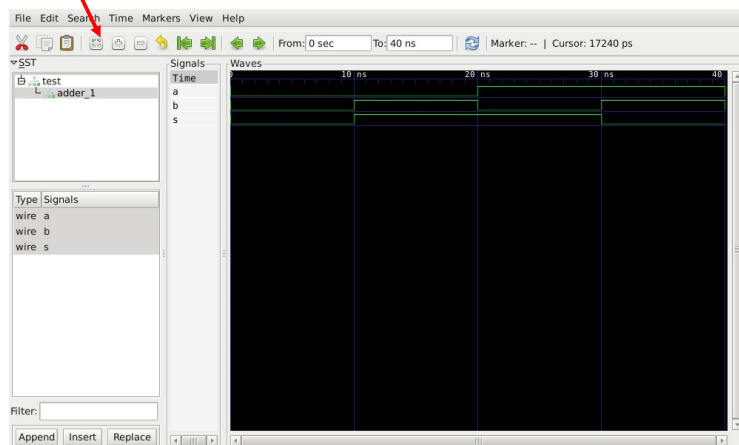 File Edit Search Time Markers View Help
From: 0 sec To: 40 ns Marker: -- | Cursor: 17240 ps
SST
test
adder_1
Type Signals
wire a
wire b
wire s
Filter:
Append Insert Replace
Signals
Time
a
b
s
Waves
0 10 ns 20 ns 30 ns 40